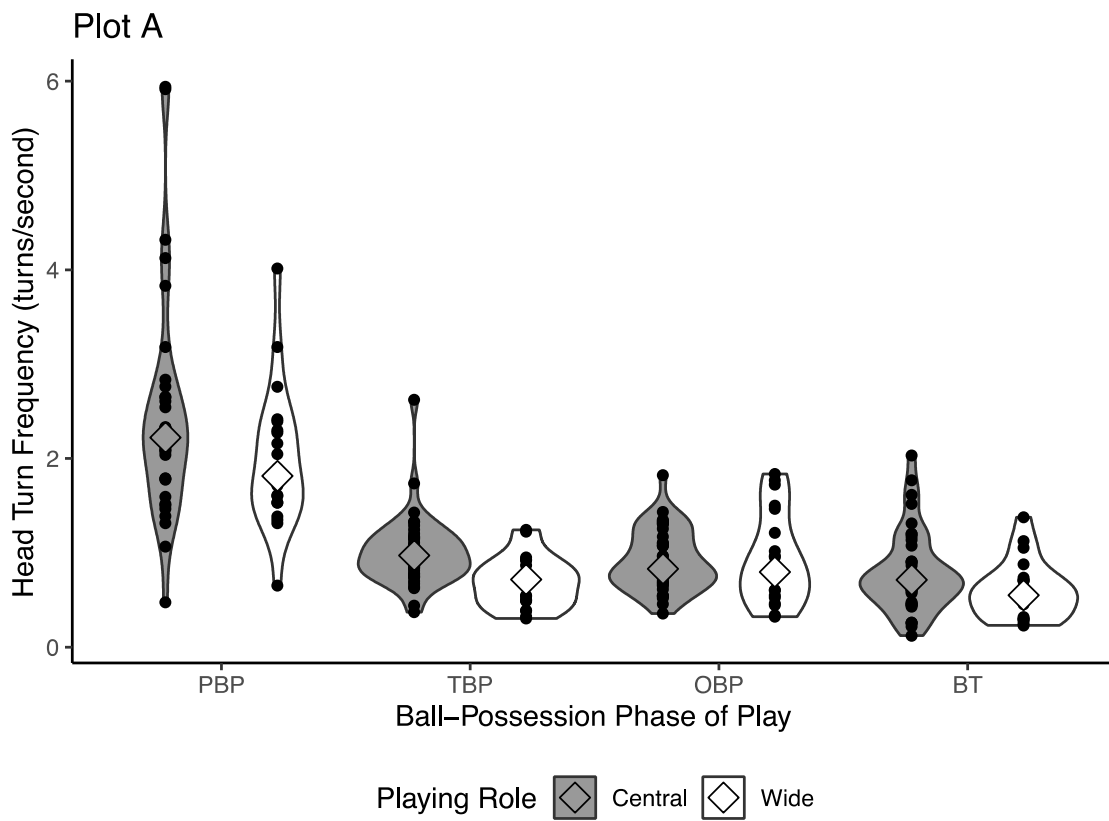 Plot A
Head Turn Frequency (turns/second)
6
4
2
0
PBP TBP OBP BT
Ball−Possession Phase of Play
Playing Role Central Wide